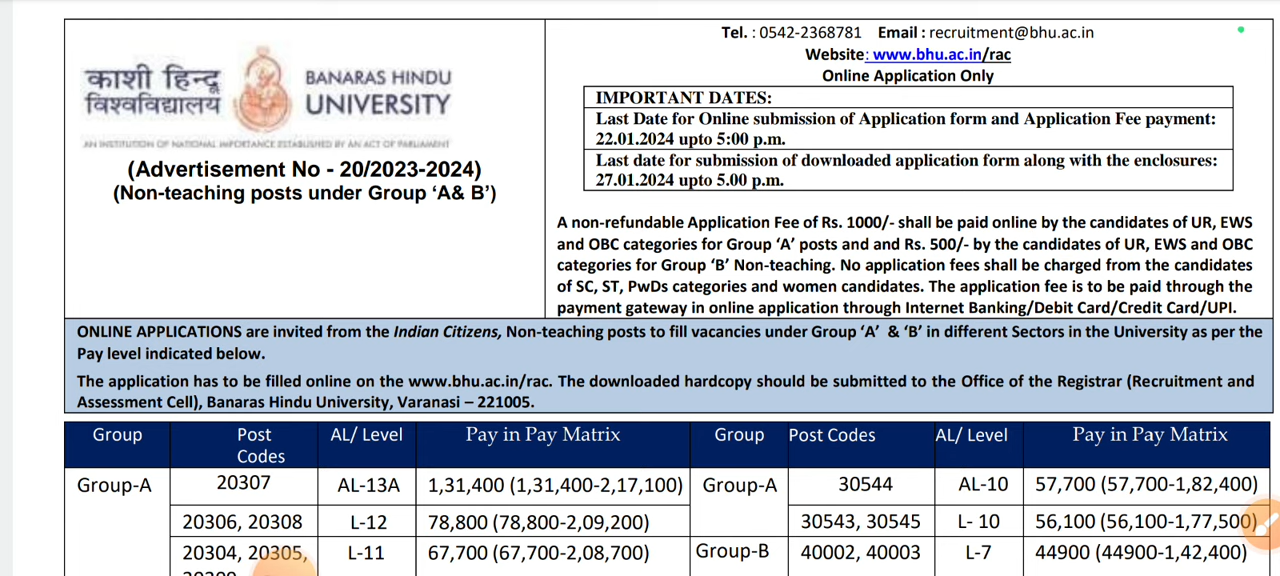 काशी हिन्दू
विश्वविद्यालय
BANARAS HINDU
UNIVERSITY
AN INSTITUTION OF NATIONAL IMPORTANCE ESTABLISHED BY AN ACT OF PARLIAMENT
(Advertisement No - 20/2023-2024)
(Non-teaching posts under Group ‘A& B’)
Tel. : 0542-2368781 Email : recruitment@bhu.ac.in
Website: www.bhu.ac.in/rac
Online Application Only
IMPORTANT DATES:
Last Date for Online submission of Application form and Application Fee payment:
22.01.2024 upto 5:00 p.m.
Last date for submission of downloaded application form along with the enclosures:
27.01.2024 upto 5.00 p.m.
A non-refundable Application Fee of Rs. 1000/- shall be paid online by the candidates of UR, EWS
and OBC categories for Group ‘A’ posts and and Rs. 500/- by the candidates of UR, EWS and OBC
categories for Group ‘B’ Non-teaching. No application fees shall be charged from the candidates
of SC, ST, PwDs categories and women candidates. The application fee is to be paid through the
payment gateway in online application through Internet Banking/Debit Card/Credit Card/UPI.
ONLINE APPLICATIONS are invited from the Indian Citizens, Non-teaching posts to fill vacancies under Group ‘A’ & ‘B’ in different Sectors in the University as per the
Pay level indicated below.
The application has to be filled online on the www.bhu.ac.in/rac. The downloaded hardcopy should be submitted to the Office of the Registrar (Recruitment and
Assessment Cell), Banaras Hindu University, Varanasi – 221005.
Group Post Codes AL/ Level Pay in Pay Matrix Group Post Codes AL/ Level Pay in Pay Matrix
Group-A 20307 AL-13A 1,31,400 (1,31,400-2,17,100) Group-A 30544 AL-10 57,700 (57,700-1,82,400)
20306, 20308 L-12 78,800 (78,800-2,09,200) 30543, 30545 L- 10 56,100 (56,100-1,77,500)
20304, 20305, L-11 67,700 (67,700-2,08,700) Group-B 40002, 40003 L-7 44900 (44900-1,42,400)